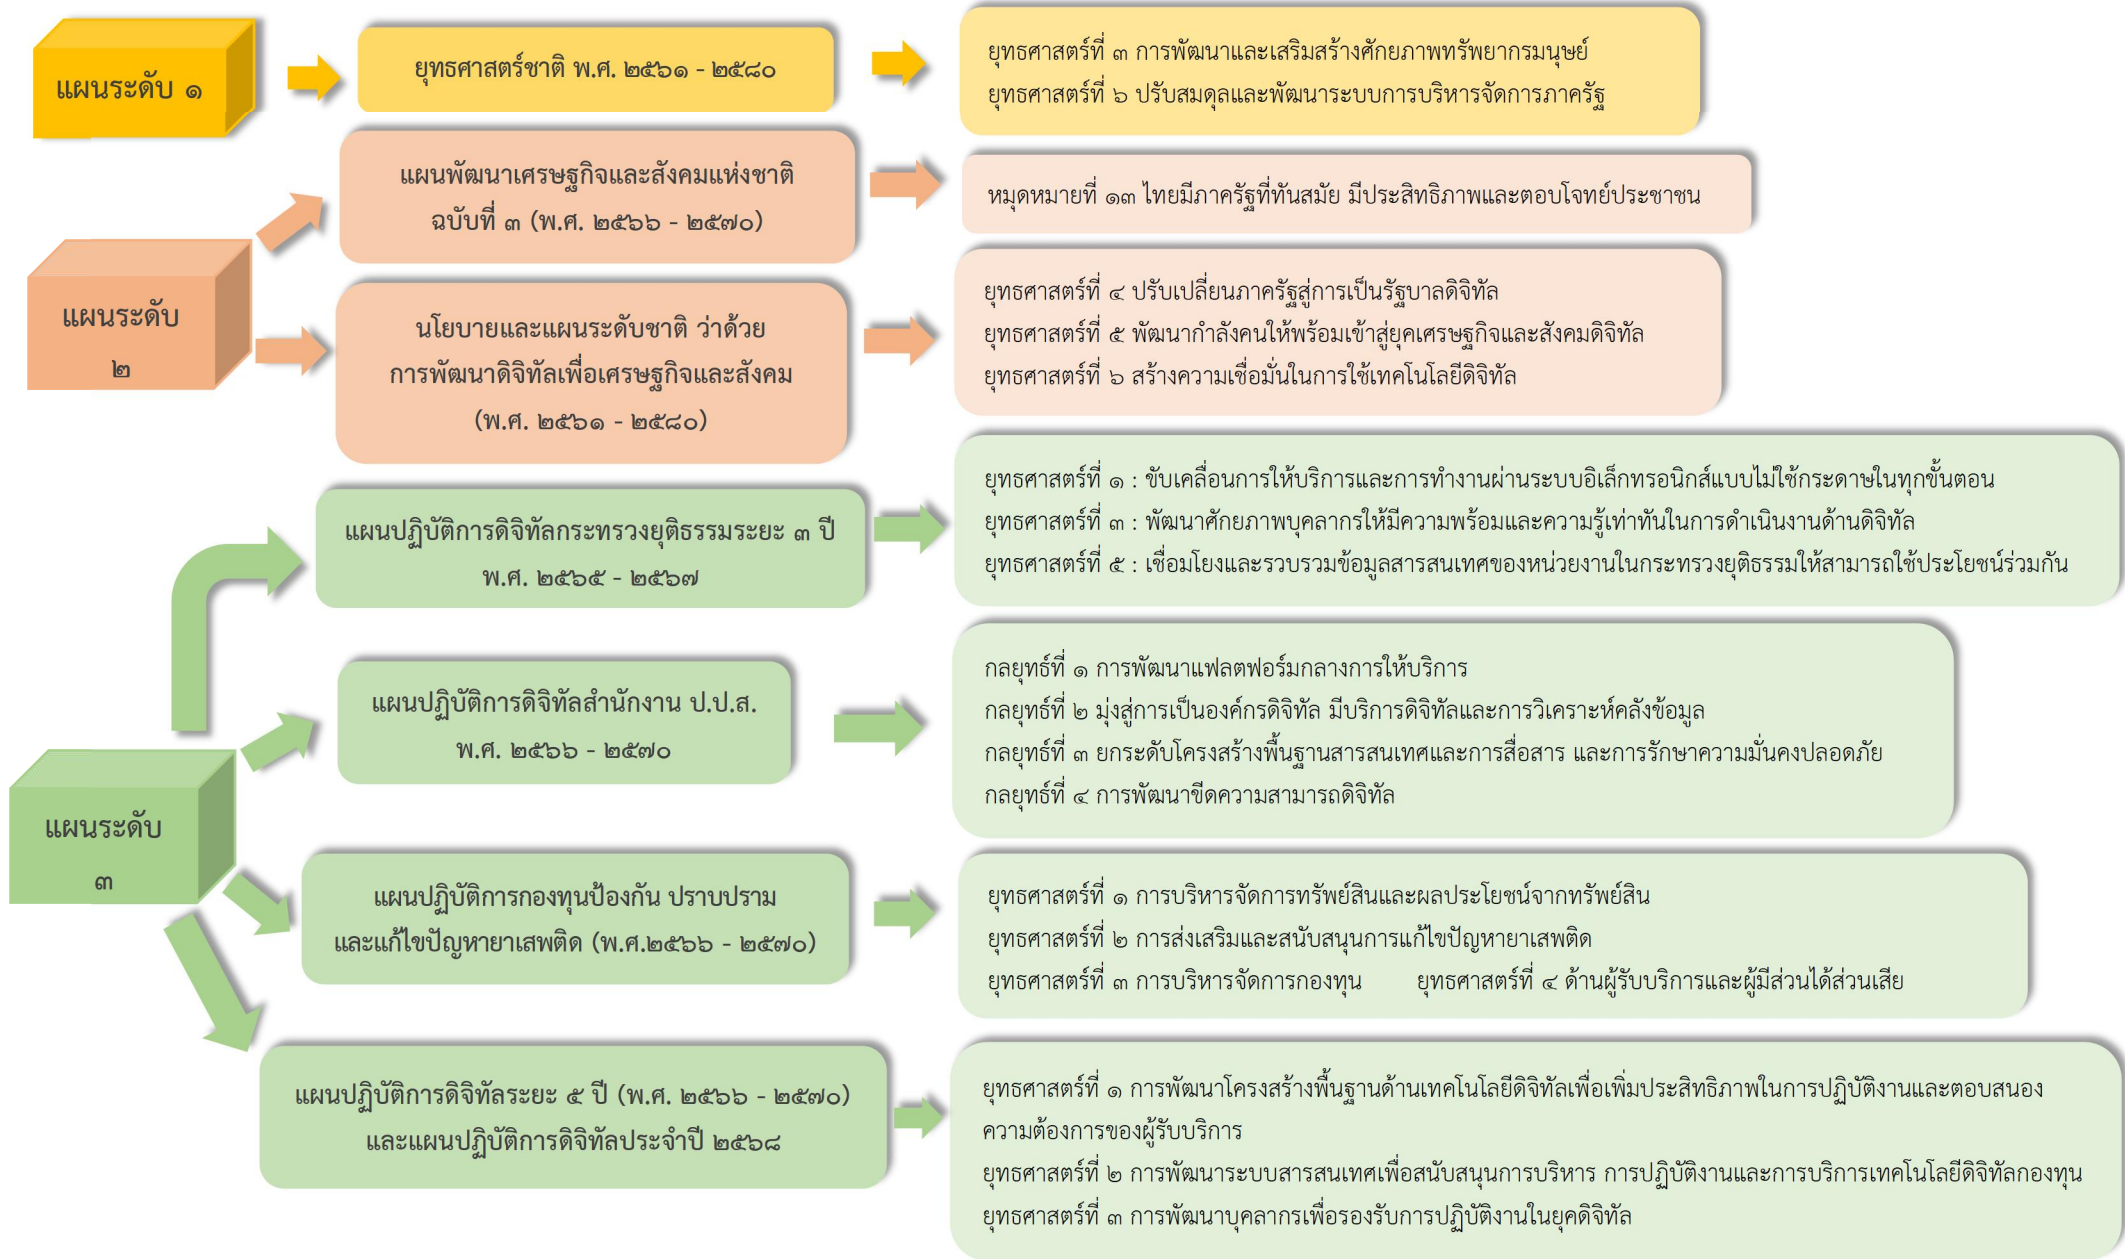 แผนระดับ ๑
ยุทธศาสตร์ชาติ พ.ศ. ๒๕๖๑ - ๒๕๘๐
ยุทธศาสตร์ที่ ๓ การพัฒนาและเสริมสร้างศักยภาพทรัพยากรมนุษย์
ยุทธศาสตร์ที่ ๖ ปรับสมดุลและพัฒนาระบบการบริหารจัดการภาครัฐ
แผนระดับ
๒
แผนพัฒนาเศรษฐกิจและสังคมแห่งชาติ
ฉบับที่ ๓ (พ.ศ. ๒๕๖๖ - ๒๕๗๐)
หมุดหมายที่ ๑๓ ไทยมีภาครัฐที่ทันสมัย มีประสิทธิภาพและตอบโจทย์ประชาชน
นโยบายและแผนระดับชาติ ว่าด้วย
การพัฒนาดิจิทัลเพื่อเศรษฐกิจและสังคม
(พ.ศ. ๒๕๖๑ - ๒๕๘๐)
ยุทธศาสตร์ที่ ๔ ปรับเปลี่ยนภาครัฐสู่การเป็นรัฐบาลดิจิทัล
ยุทธศาสตร์ที่ ๕ พัฒนากำลังคนให้พร้อมเข้าสู่ยุคเศรษฐกิจและสังคมดิจิทัล
ยุทธศาสตร์ที่ ๖ สร้างความเชื่อมั่นในการใช้เทคโนโลยีดิจิทัล
แผนระดับ
๓
แผนปฏิบัติการดิจิทัลกระทรวงยุติธรรมระยะ ๓ ปี
พ.ศ. ๒๕๖๕ - ๒๕๖๗
ยุทธศาสตร์ที่ ๑ : ขับเคลื่อนการให้บริการและการทำงานผ่านระบบอิเล็กทรอนิกส์แบบไม่ใช้กระดาษในทุกขั้นตอน
ยุทธศาสตร์ที่ ๓ : พัฒนาศักยภาพบุคลากรให้มีความพร้อมและความรู้เท่าทันในการดำเนินงานด้านดิจิทัล
ยุทธศาสตร์ที่ ๕ : เชื่อมโยงและรวบรวมข้อมูลสารสนเทศของหน่วยงานในกระทรวงยุติธรรมให้สามารถใช้ประโยชน์ร่วมกัน
แผนปฏิบัติการดิจิทัลสำนักงาน ป.ป.ส.
พ.ศ. ๒๕๖๖ - ๒๕๗๐
กลยุทธ์ที่ ๑ การพัฒนาแฟลตฟอร์มกลางการให้บริการ
กลยุทธ์ที่ ๒ มุ่งสู่การเป็นองค์กรดิจิทัล มีบริการดิจิทัลและการวิเคราะห์คลังข้อมูล
กลยุทธ์ที่ ๓ ยกระดับโครงสร้างพื้นฐานสารสนเทศและการสื่อสาร และการรักษาความมั่นคงปลอดภัย
กลยุทธ์ที่ ๔ การพัฒนาขีดความสามารถดิจิทัล
แผนปฏิบัติการกองทุนป้องกัน ปราบปราม
และแก้ไขปัญหายาเสพติด (พ.ศ.๒๕๖๖ - ๒๕๗๐)
ยุทธศาสตร์ที่ ๑ การบริหารจัดการทรัพย์สินและผลประโยชน์จากทรัพย์สิน
ยุทธศาสตร์ที่ ๒ การส่งเสริมและสนับสนุนการแก้ไขปัญหายาเสพติด
ยุทธศาสตร์ที่ ๓ การบริหารจัดการกองทุน ยุทธศาสตร์ที่ ๔ ด้านผู้รับบริการและผู้มีส่วนได้ส่วนเสีย
แผนปฏิบัติการดิจิทัลระยะ ๕ ปี (พ.ศ. ๒๕๖๖ - ๒๕๗๐)
และแผนปฏิบัติการดิจิทัลประจำปี ๒๕๖๘
ยุทธศาสตร์ที่ ๑ การพัฒนาโครงสร้างพื้นฐานด้านเทคโนโลยีดิจิทัลเพื่อเพิ่มประสิทธิภาพในการปฏิบัติงานและตอบสนอง
ความต้องการของผู้รับบริการ
ยุทธศาสตร์ที่ ๒ การพัฒนาระบบสารสนเทศเพื่อสนับสนุนการบริหาร การปฏิบัติงานและการบริการเทคโนโลยีดิจิทัลกองทุน
ยุทธศาสตร์ที่ ๓ การพัฒนาบุคลากรเพื่อรองรับการปฏิบัติงานในยุคดิจิทัล